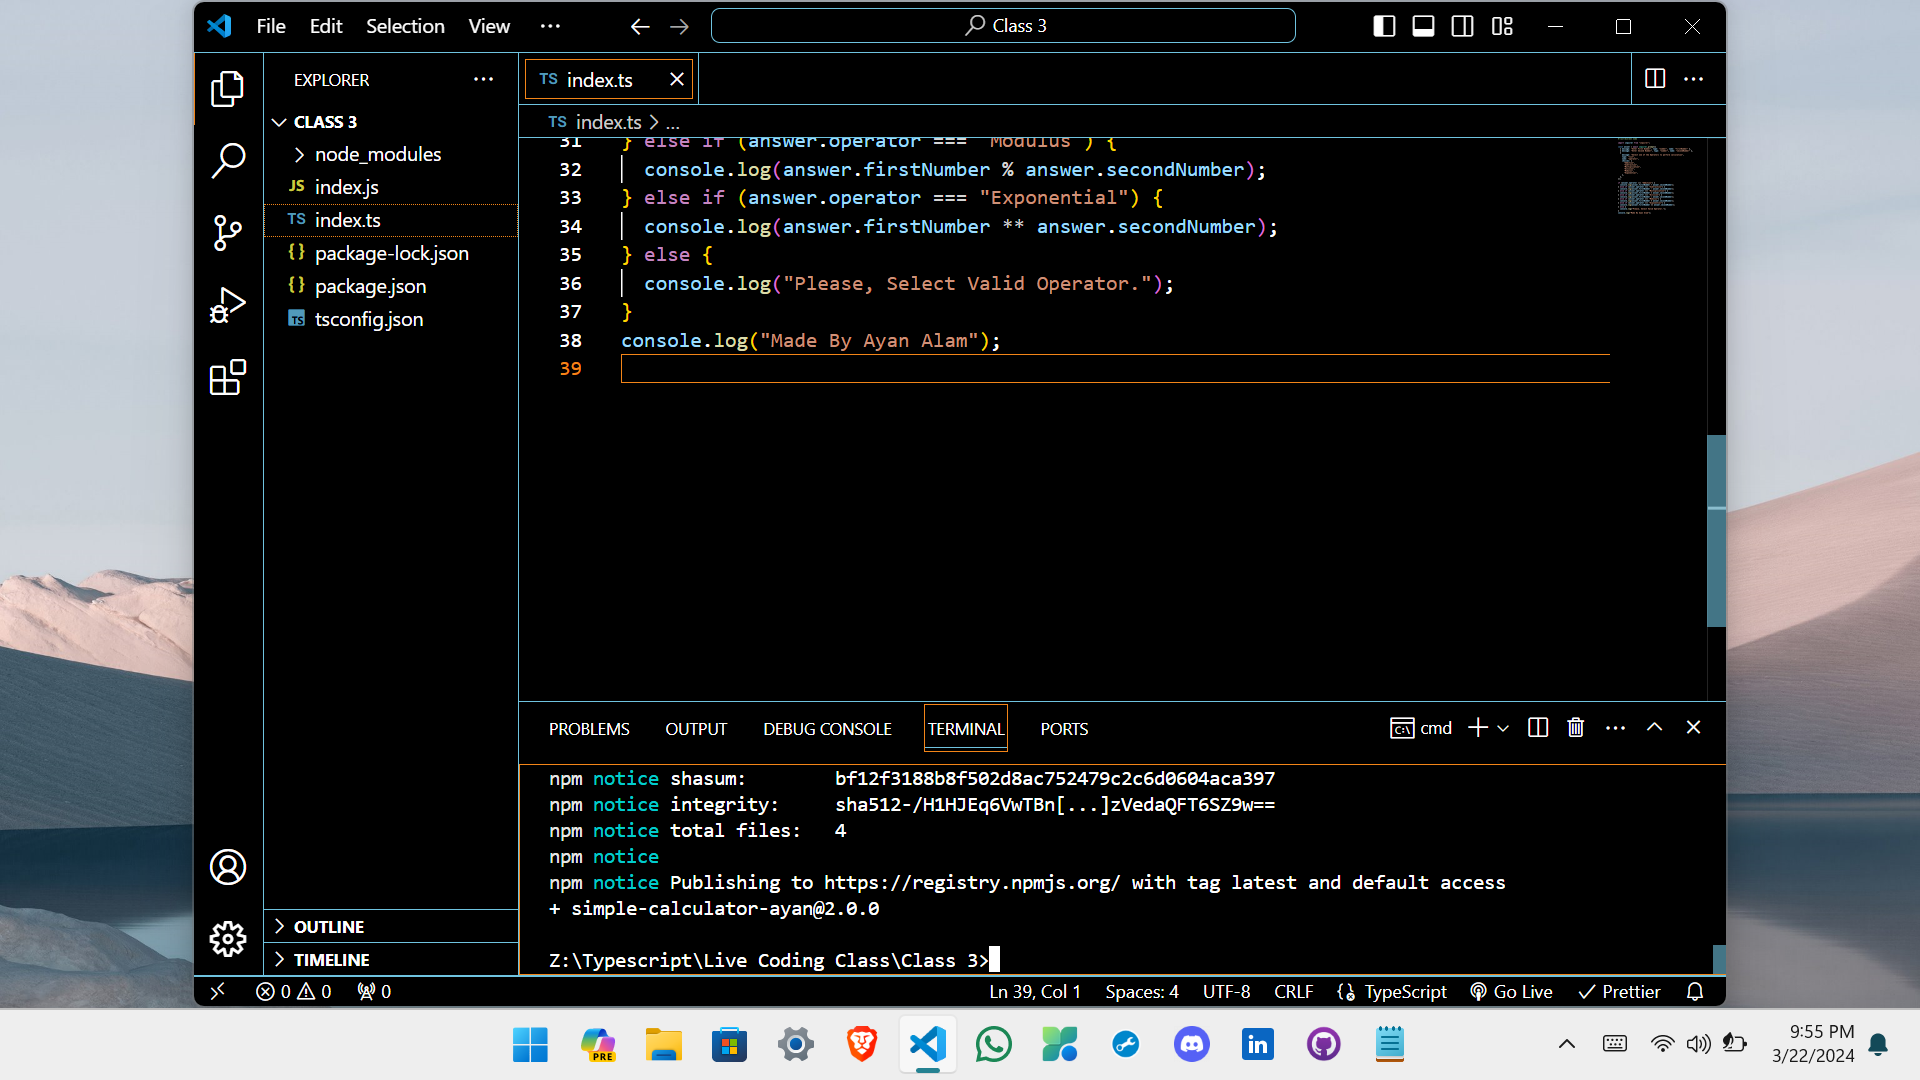 File Edit Selection View ··· Class 3
EXPLORER
TS index.ts
CLASS 3
TS index.ts > ...
node_modules
JS index.js
TS index.ts
{} package-lock.json
{} package.json
TS tsconfig.json
31 } else if (answer.operator === "Modulus") {
32 console.log(answer.firstNumber % answer.secondNumber);
33 } else if (answer.operator === "Exponential") {
34 console.log(answer.firstNumber ** answer.secondNumber);
35 } else {
36 console.log("Please, Select Valid Operator.");
37 }
38 console.log("Made By Ayan Alam");
39
PROBLEMS OUTPUT DEBUG CONSOLE TERMINAL PORTS cmd
npm notice shasum: bf12f3188b8f502d8ac752479c2c6d0604aca397
npm notice integrity: sha512-/H1HJEq6VwTBn[...]zVedaQFT6SZ9w==
npm notice total files: 4
npm notice
npm notice Publishing to https://registry.npmjs.org/ with tag latest and default access
+ simple-calculator-ayan@2.0.0
Z:\Typescript\Live Coding Class\Class 3>
OUTLINE
TIMELINE
0 0 0 Ln 39, Col 1 Spaces: 4 UTF-8 CRLF {} TypeScript Go Live Prettier
PRE
9:55 PM
3/22/2024